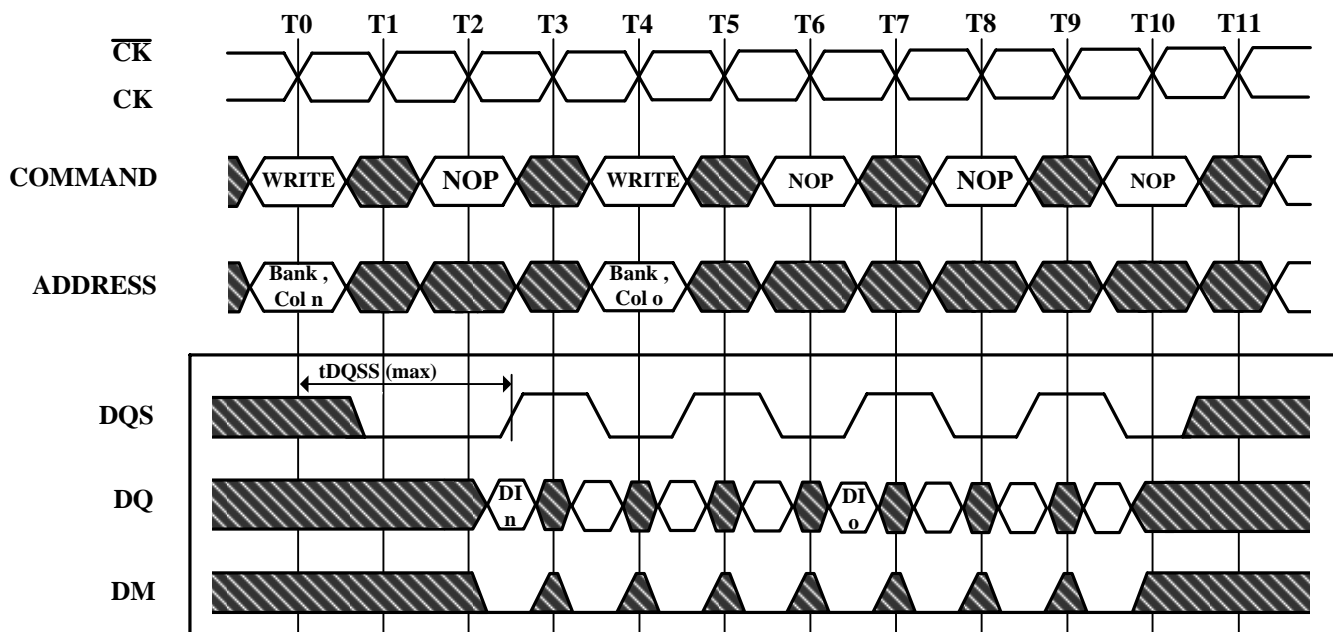 T0 T1 T2 T3 T4 T5 T6 T7 T8 T9 T10 T11
CK
CK
COMMAND
WRITE NOP WRITE NOP NOP NOP
ADDRESS
Bank ,
Col n
Bank ,
Col o
tDQSS (max)
DQS
DQ
DI
n
DI
o
DM